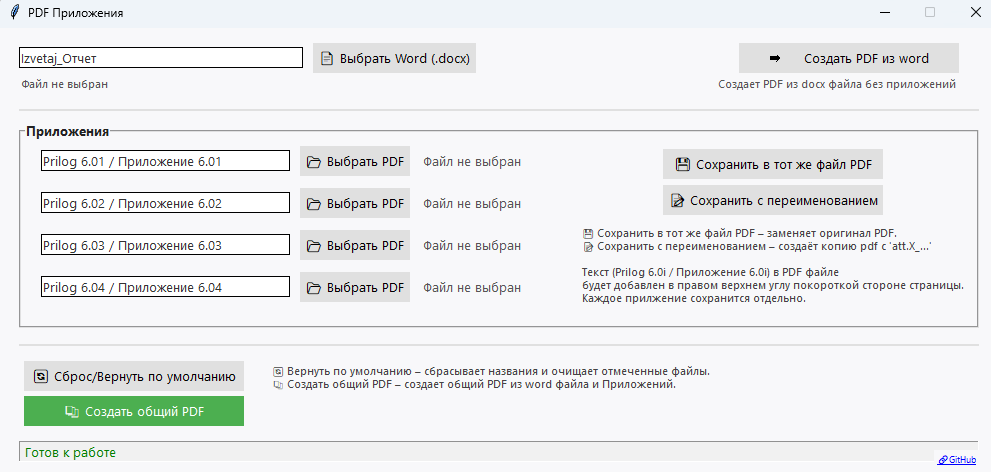 PDF Приложения
Izvetaj_Отчет
Выбрать Word (.docx)
Создать PDF из word
Файл не выбран
Создает PDF из docx файла без приложений
Приложения
Prilog 6.01 / Приложение 6.01
Выбрать PDF
Файл не выбран
Сохранить в тот же файл PDF
Prilog 6.02 / Приложение 6.02
Выбрать PDF
Файл не выбран
Сохранить с переименованием
Prilog 6.03 / Приложение 6.03
Выбрать PDF
Файл не выбран
Сохранить в тот же файл PDF – заменяет оригинал PDF.
Сохранить с переименованием – создаёт копию pdf с 'att.X_...'
Prilog 6.04 / Приложение 6.04
Выбрать PDF
Файл не выбран
Текст (Prilog 6.0i / Приложение 6.0i) в PDF файле
будет добавлен в правом верхнем углу покороткой стороне страницы.
Каждое прилжение сохранится отдельно.
Сброс/Вернуть по умолчанию
Вернуть по умолчанию – сбрасывает названия и очищает отмеченные файлы.
Создать общий PDF – создает общий PDF из word файла и Приложений.
Создать общий PDF
Готов к работе
GitHub